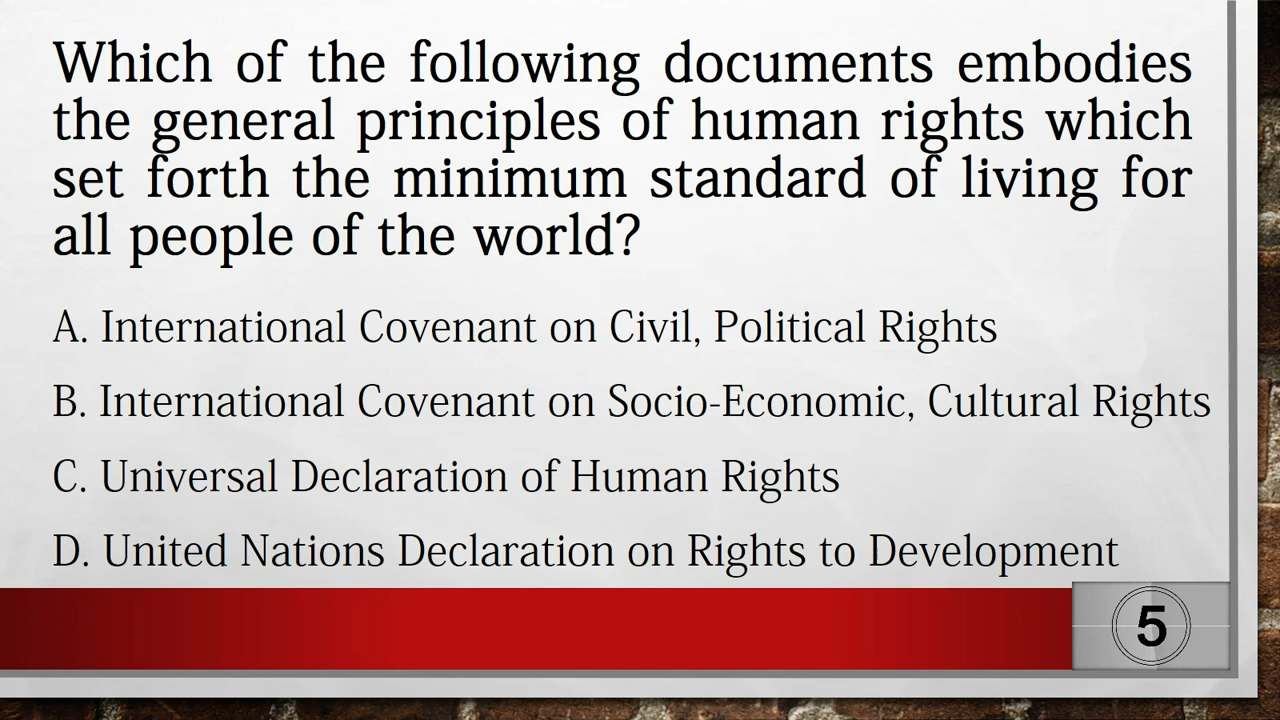 Which of the following documents embodies
the general principles of human rights which
set forth the minimum standard of living for
all people of the world?
A. International Covenant on Civil, Political Rights
B. International Covenant on Socio-Economic, Cultural Rights
C. Universal Declaration of Human Rights
D. United Nations Declaration on Rights to Development
5